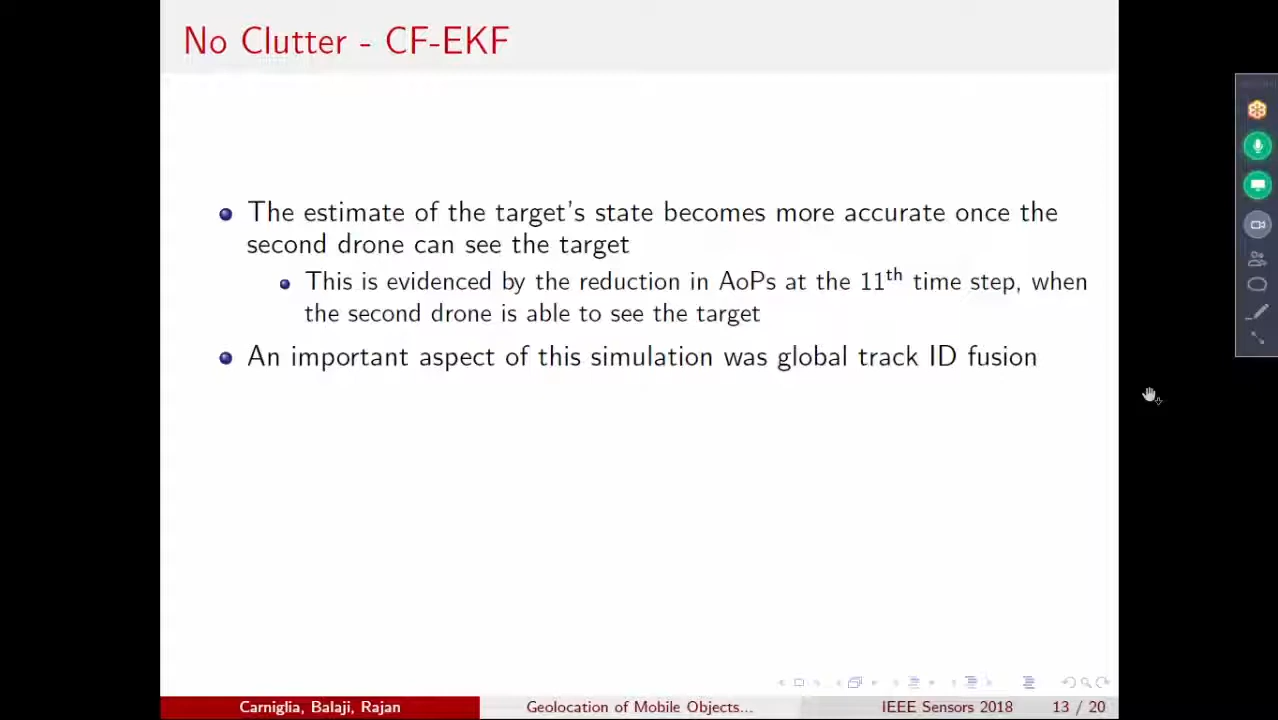 No Clutter - CF-EKF
The estimate of the target's state becomes more accurate once the
second drone can see the target
This is evidenced by the reduction in AoPs at the 11th time step, when
the second drone is able to see the target
An important aspect of this simulation was global track ID fusion
Carniglia, Balaji, Rajan
Geolocation of Mobile Objects...
IEEE Sensors 2018
13 / 20